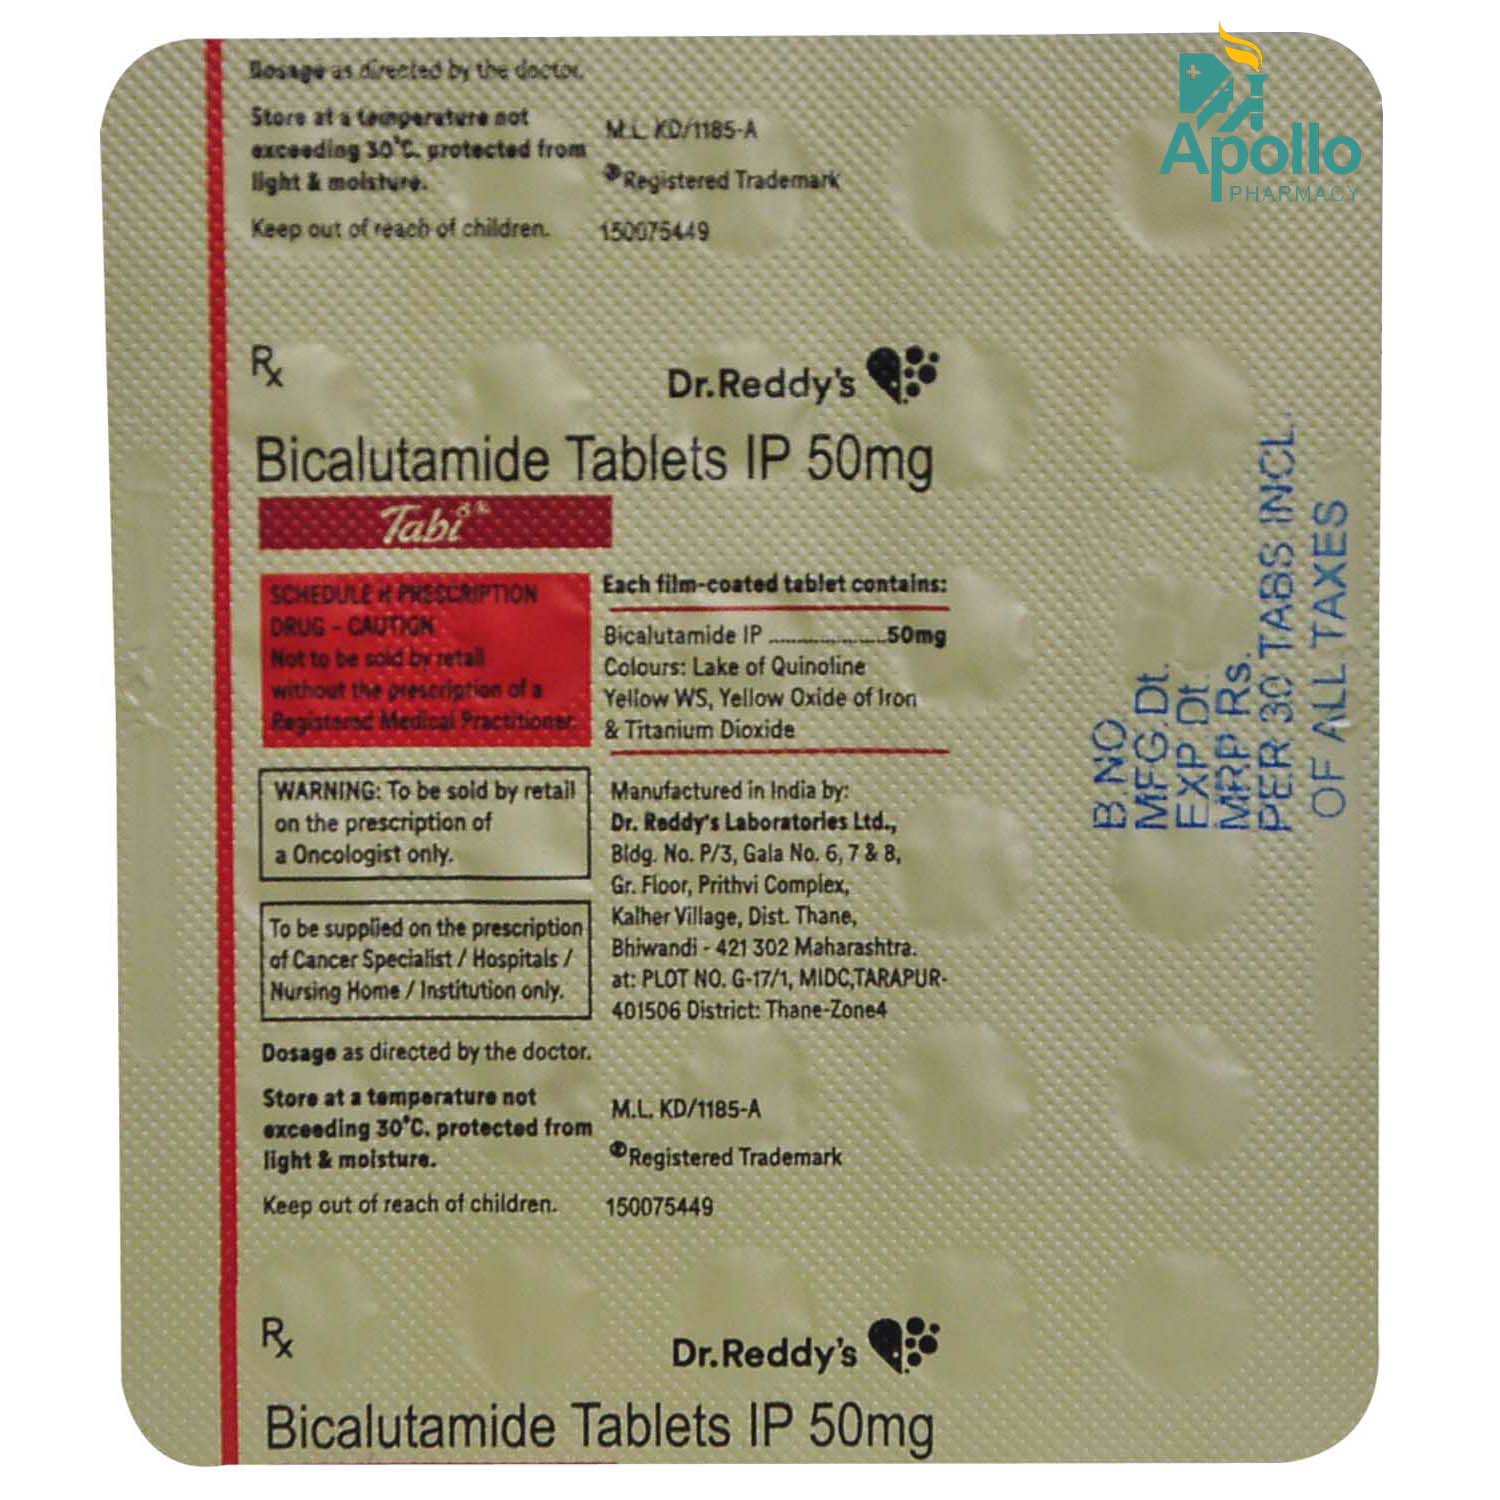 Dosage as directed by the doctor.
Store at a temperature not
exceeding 30°C. protected from
light & moisture.
Keep out of reach of children.
M.L. KD/1185-A
®Registered Trademark
150075449
Apollo
PHARMACY
Rx
Dr.Reddy's
Bicalutamide Tablets IP 50mg
Tabi®
SCHEDULE H PRESCRIPTION
DRUG - CAUTION
Not to be sold by retail
without the prescription of a
Registered Medical Practitioner.
WARNING: To be sold by retail
on the prescription of
a Oncologist only.
To be supplied on the prescription
of Cancer Specialist / Hospitals /
Nursing Home / Institution only.
Dosage as directed by the doctor.
Store at a temperature not
exceeding 30°C. protected from
light & moisture.
Keep out of reach of children.
Each film-coated tablet contains:
Bicalutamide IP .....................50mg
Colours: Lake of Quinoline
Yellow WS, Yellow Oxide of Iron
& Titanium Dioxide
Manufactured in India by:
Dr. Reddy's Laboratories Ltd.,
Bldg. No. P/3, Gala No. 6, 7 & 8,
Gr. Floor, Prithvi Complex,
Kalher Village, Dist. Thane,
Bhiwandi - 421 302 Maharashtra.
at: PLOT NO. G-17/1, MIDC,TARAPUR-
401506 District: Thane-Zone4
M.L. KD/1185-A
®Registered Trademark
150075449
B.NO.
MFG.Dt.
EXP Dt.
MRP Rs.
PER 30 TABS INCL.
OF ALL TAXES
Rx
Dr.Reddy's
Bicalutamide Tablets IP 50mg